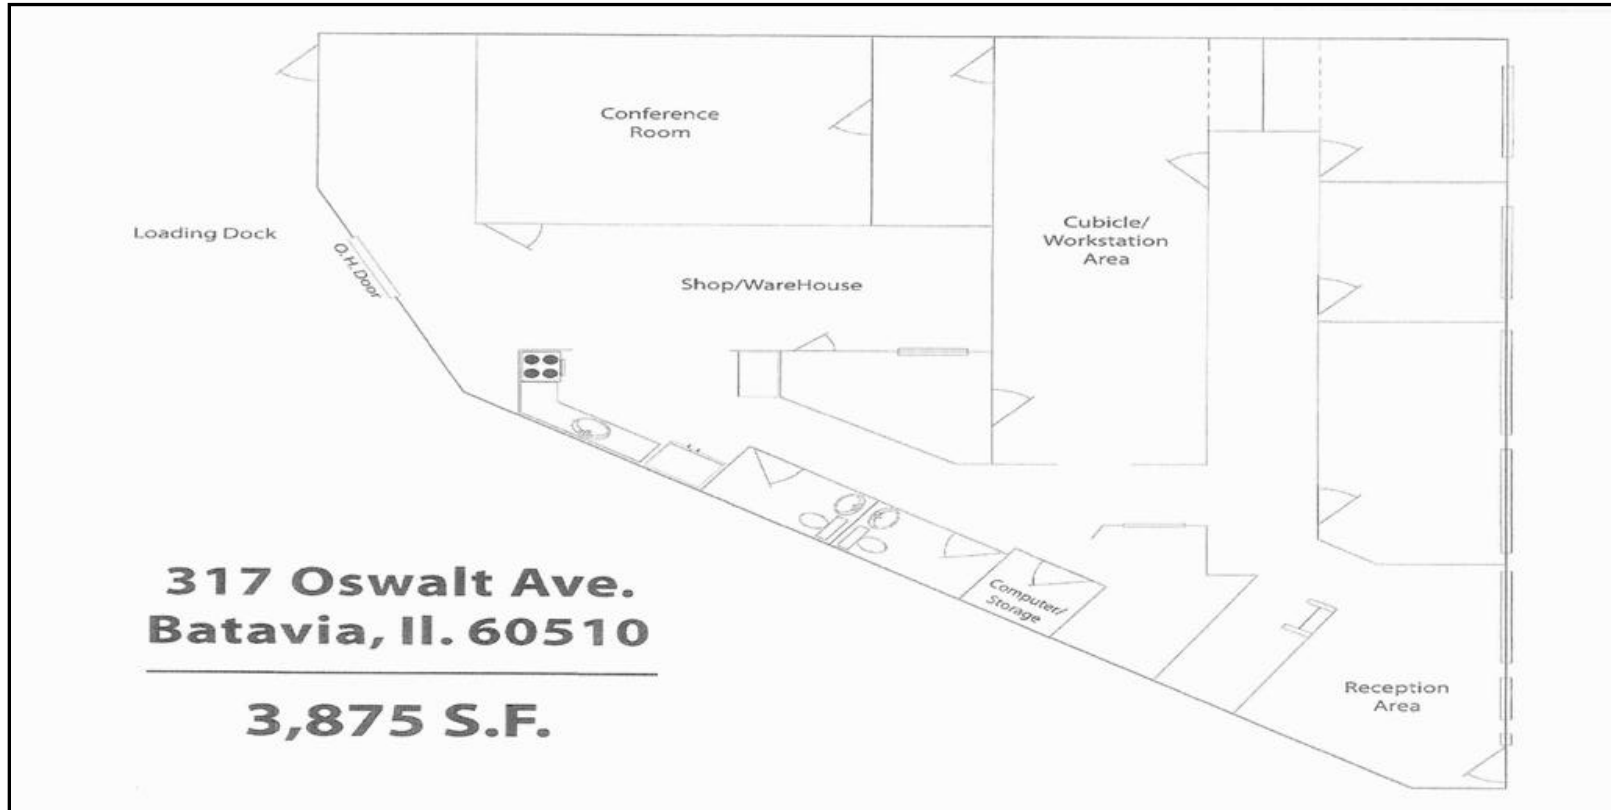 Conference
Room
Loading Dock
O.H.Door
Cubicle/
Workstation
Area
Shop/WareHouse
Computer/
Storage
Reception
Area
317 Oswalt Ave.
Batavia, Il. 60510
3,875 S.F.